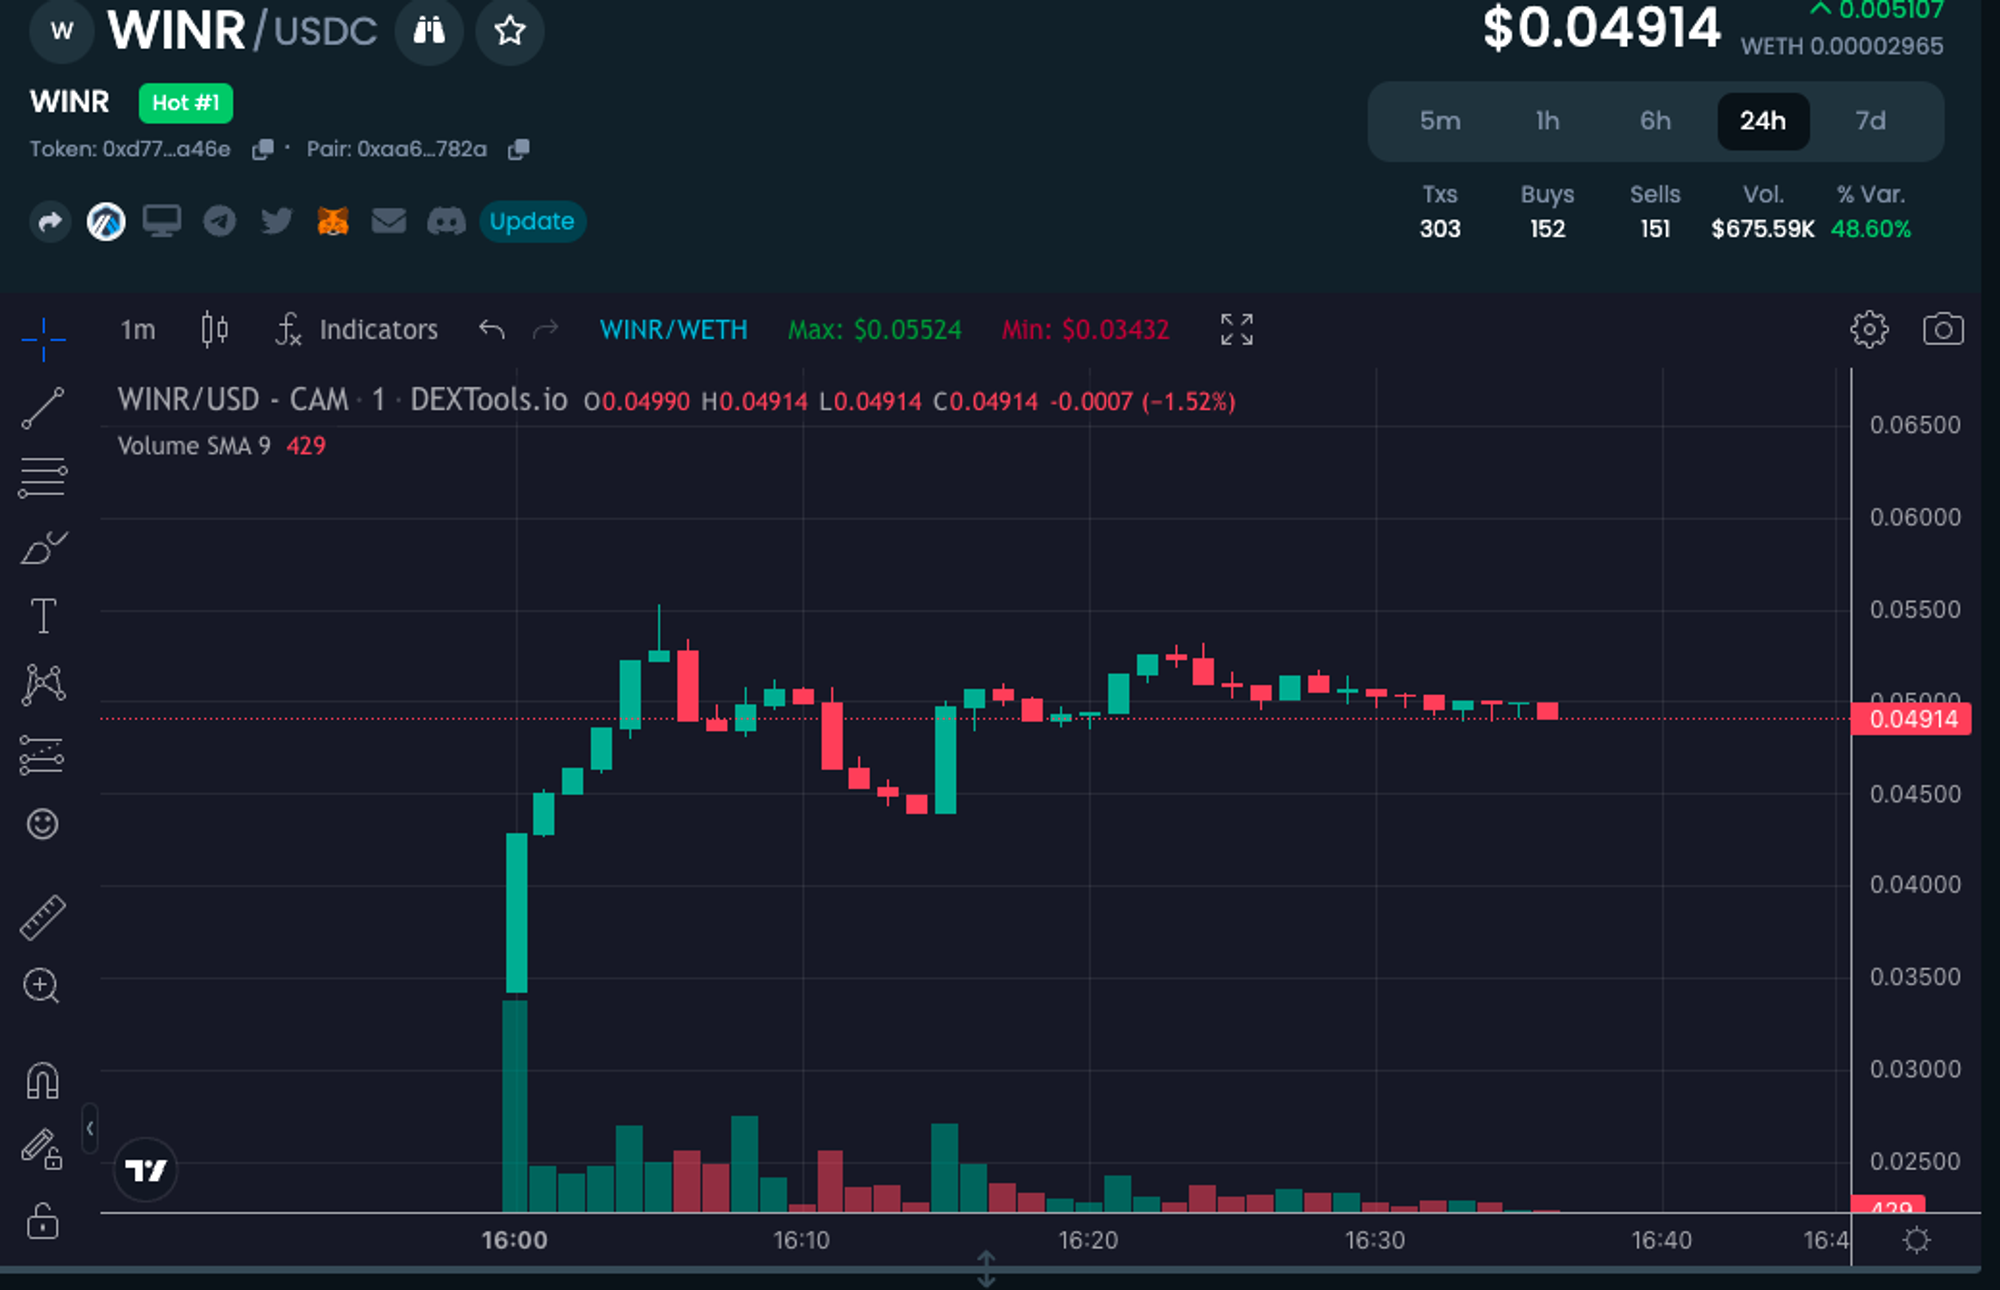 W WINR/USDC $0.04914 0.005107
WETH 0.00002965
WINR Hot #1
5m 1h 6h 24h 7d
Token: 0xd77...a46e · Pair: 0xaa6...782a
Txs Buys Sells Vol. % Var.
303 152 151 $675.59K 48.60%
Update
1m Indicators WINR/WETH Max: $0.05524 Min: $0.03432
WINR/USD - CAM · 1 · DEXTools.io O0.04990 H0.04914 L0.04914 C0.04914 -0.0007 (−1.52%)
Volume SMA 9 429
0.06500
0.06000
0.05500
0.05000
0.04914
0.04500
0.04000
0.03500
0.03000
0.02500
429
16:00 16:10 16:20 16:30 16:40 16:4